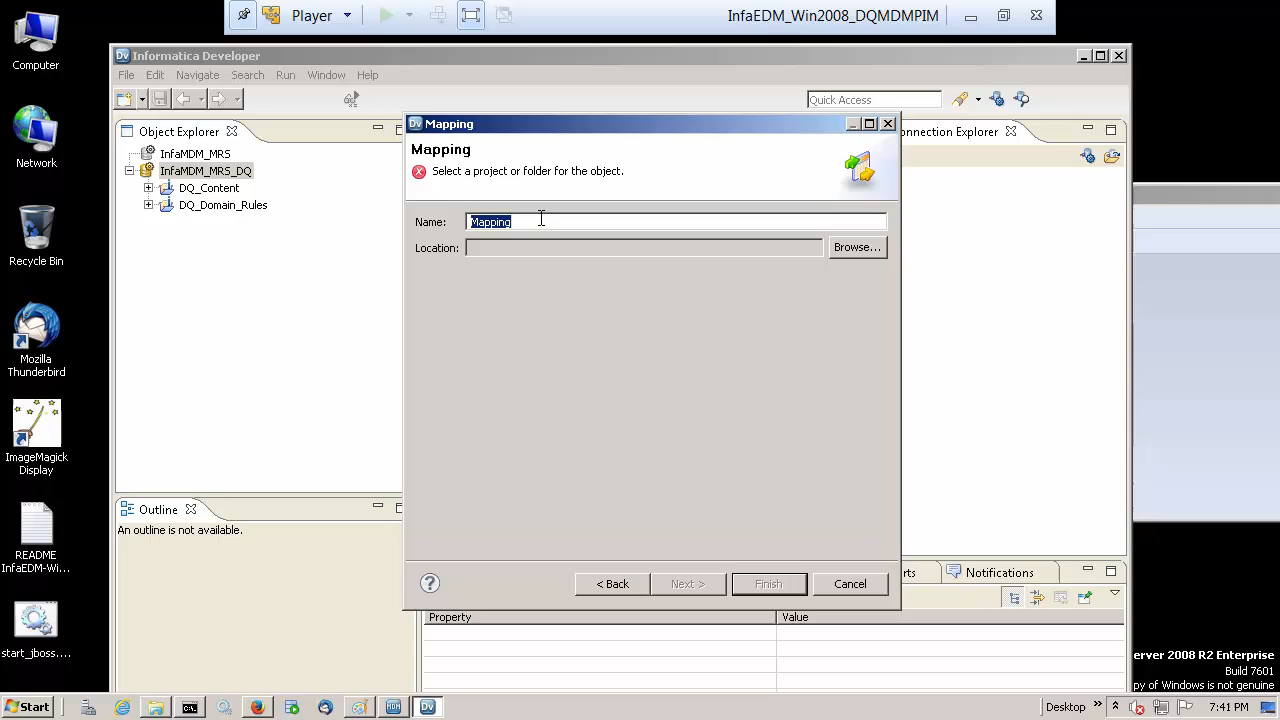 Player
InfaEDM_Win2008_DQMDMPIM
Computer
Network
Recycle Bin
Mozilla
Thunderbird
ImageMagick
Display
README
InfaEDM-Wi...
start_jboss....
Dv Informatica Developer
File Edit Navigate Search Run Window Help
Quick Access
Object Explorer
InfaMDM_MRS
InfaMDM_MRS_DQ
DQ_Content
DQ_Domain_Rules
onnection Explorer
Dv Mapping
Mapping
Select a project or folder for the object.
Name: Mapping
Location:
Browse...
Outline
An outline is not available.
< Back
Next >
Finish
Cancel
rts
Notifications
Property
Value
erver 2008 R2 Enterprise
Build 7601
py of Windows is not genuine
Start
MDM
Dv
Desktop
7:41 PM